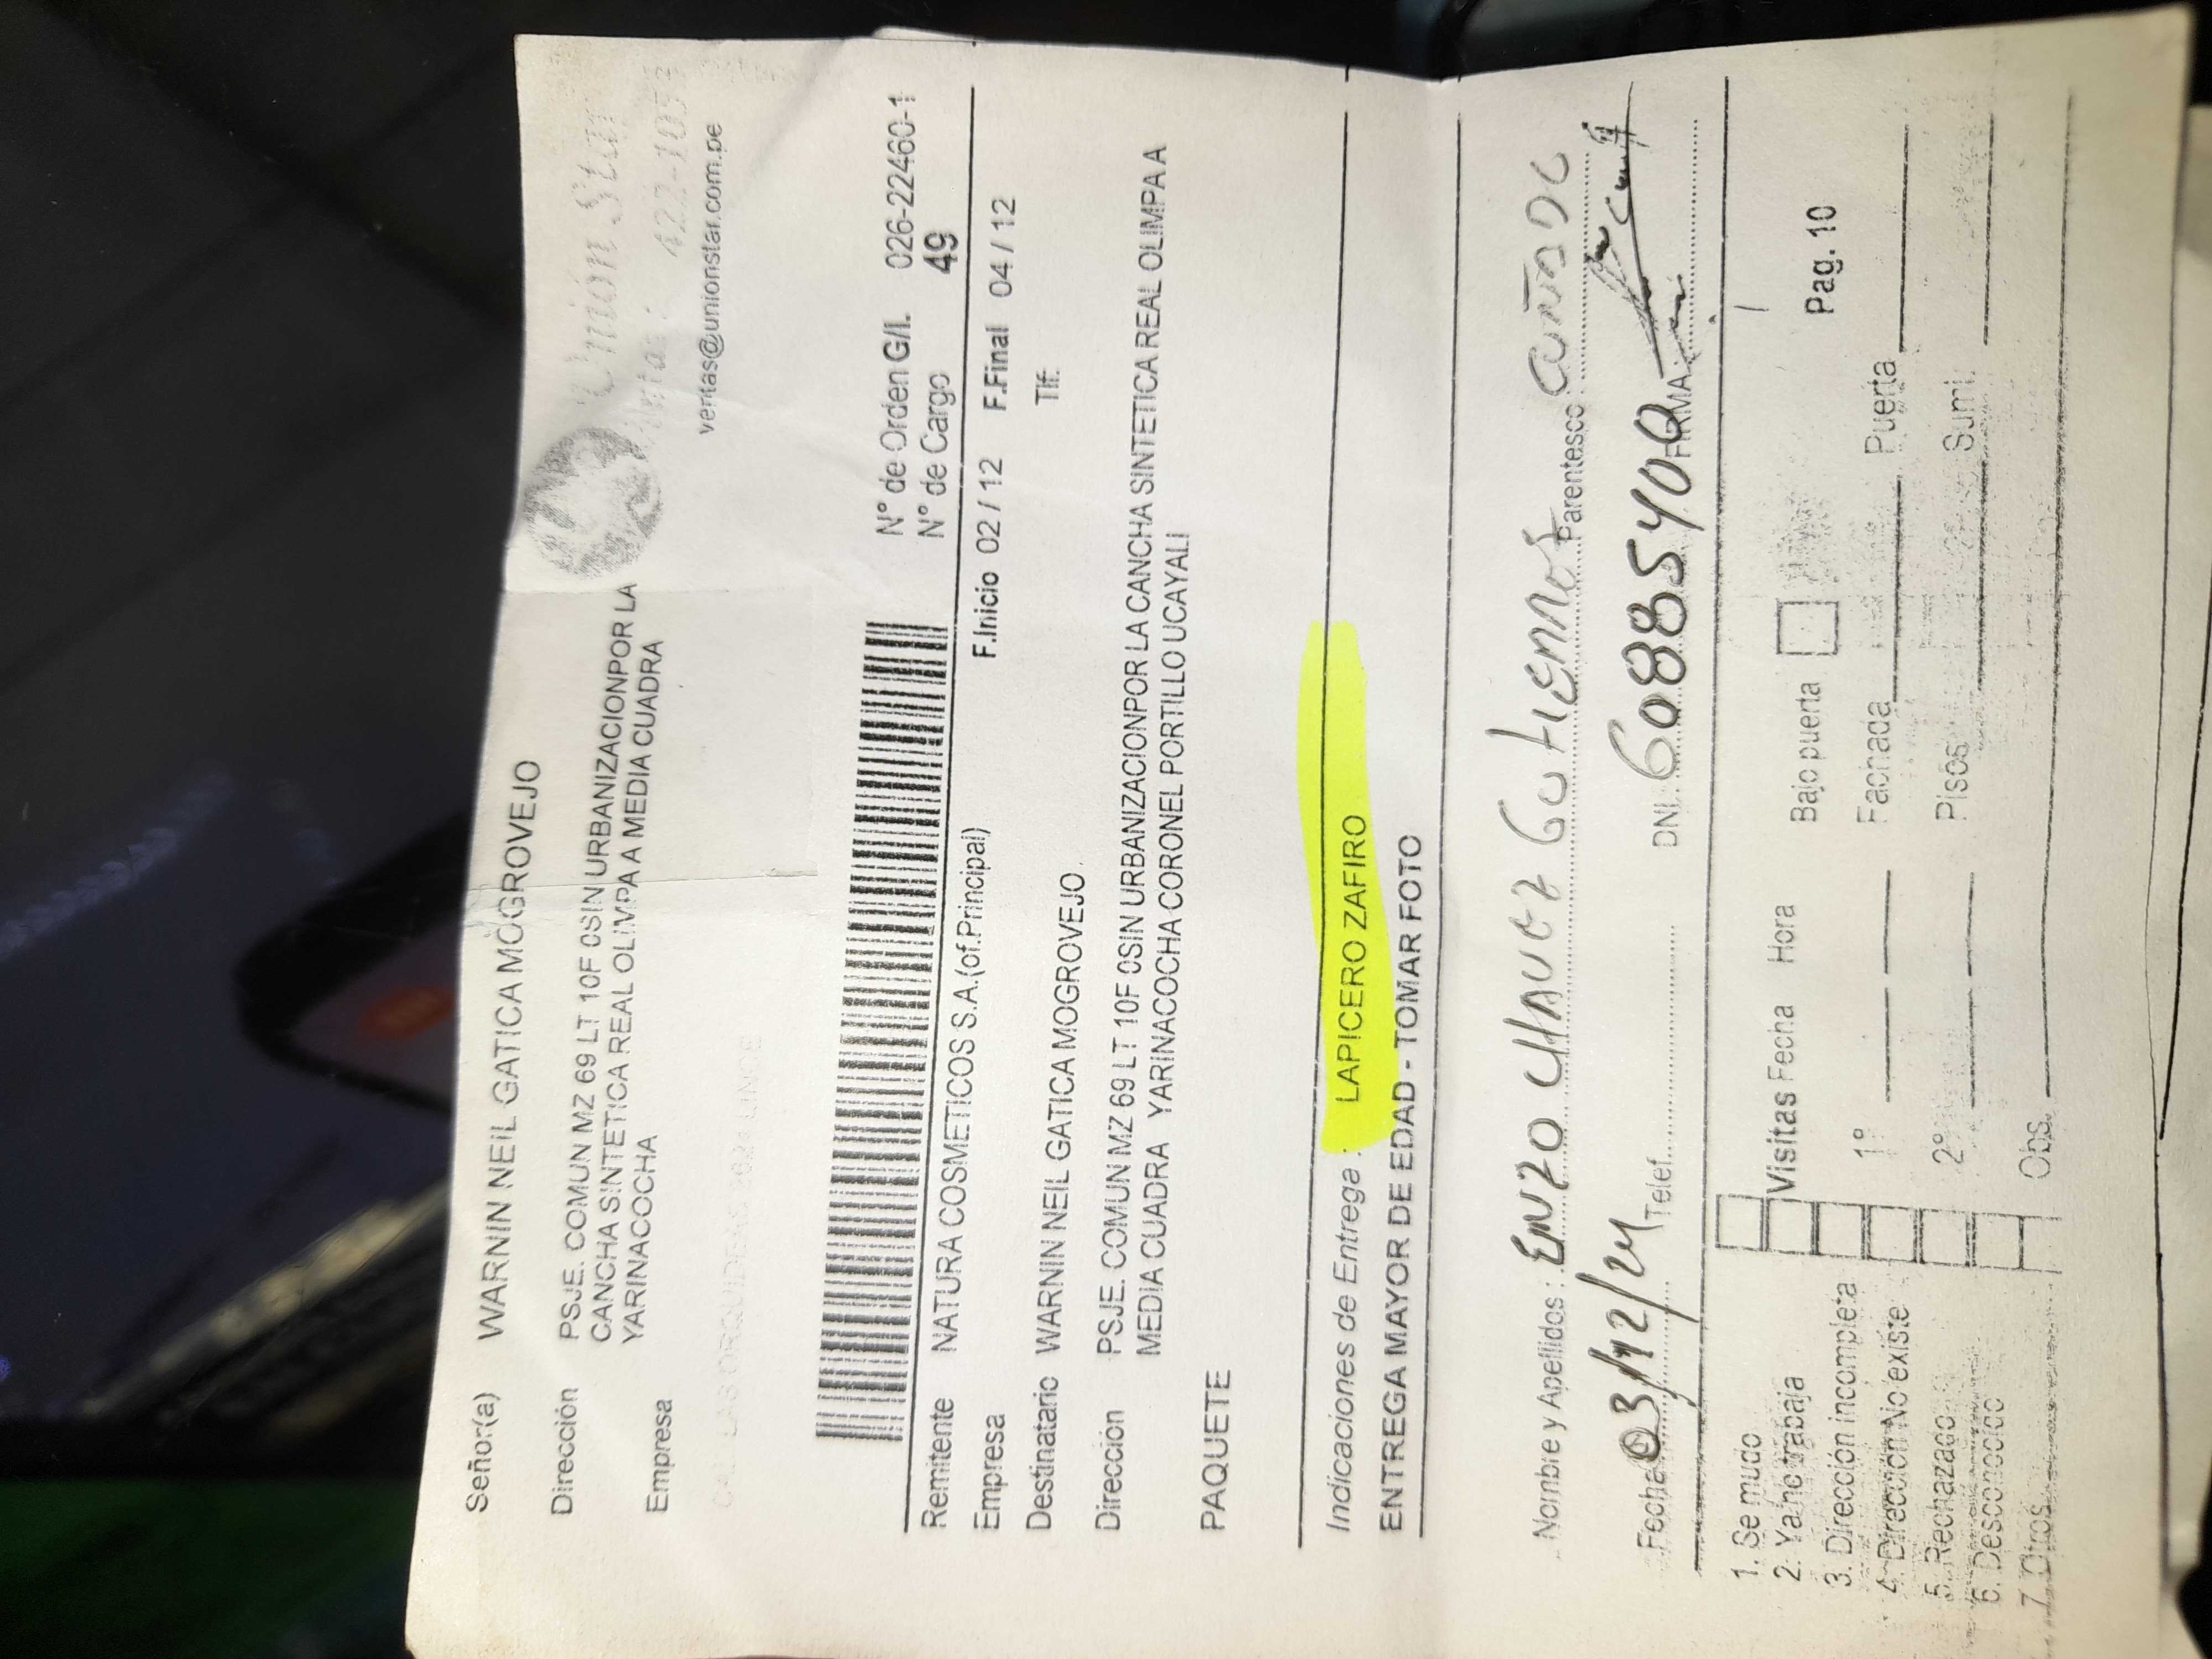 Señor(a) WARNIN NEIL GATICA MOGROVEJO
Unión Star
422-105
ventas@unionstar.com.pe
Dirección PSJE. COMUN MZ 69 LT 10F 0SIN URBANIZACIONPOR LA
CANCHA SINTETICA REAL OLIMPA A MEDIA CUADRA
Empresa YARINACOCHA
N° de Orden G/L 026-22460-1
N° de Cargo 49
Remitente NATURA COSMETICOS S.A.(of.Principal)
Empresa F.Inicio 02 / 12 F.Final 04 / 12
Destinatario WARNIN NEIL GATICA MOGROVEJO Tlf.
Dirección PSJE. COMUN MZ 69 LT 10F 0SIN URBANIZACIONPOR LA CANCHA SINTETICA REAL OLIMPA A
MEDIA CUADRA YARINACOCHA-CORONEL PORTILLO UCAYALI
PAQUETE
Indicaciones de Entrega : LAPICERO ZAFIRO
ENTREGA MAYOR DE EDAD - TOMAR FOTO
Nombre y Apellidos : Enzo Parentesco:
Fecha 03/12/24 Telef. DNI.: 60885400 FIRMA:
1. Se mudo
2. Ya no trabaja Visitas Fecha Hora Bajo puerta Pag. 10
3. Dirección incompleta 1° Fachada Puerta
4. Dirección No existe
5. Rechazado 2° Pisos Sumi.
6. Desconocido
7. Otros Obs.